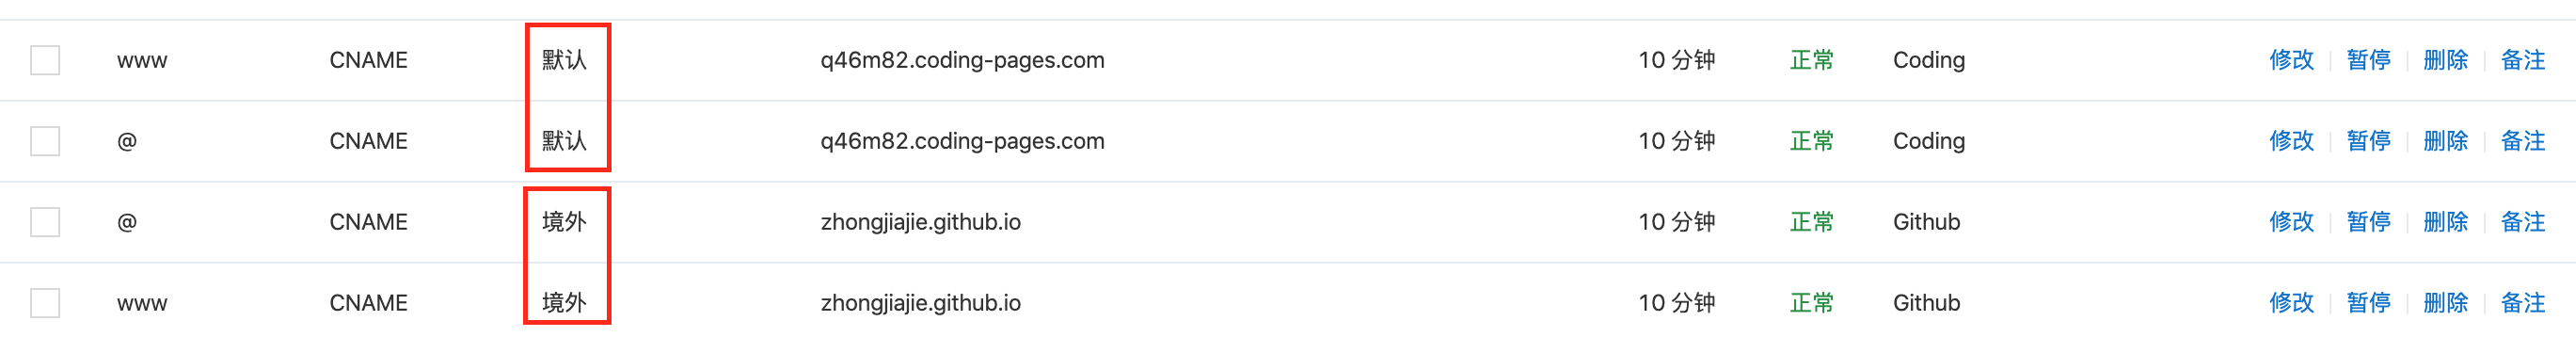 www CNAME 默认 q46m82.coding-pages.com 10 分钟 正常 Coding 修改 暂停 删除 备注
@ CNAME 默认 q46m82.coding-pages.com 10 分钟 正常 Coding 修改 暂停 删除 备注
@ CNAME 境外 zhongjiajie.github.io 10 分钟 正常 Github 修改 暂停 删除 备注
www CNAME 境外 zhongjiajie.github.io 10 分钟 正常 Github 修改 暂停 删除 备注